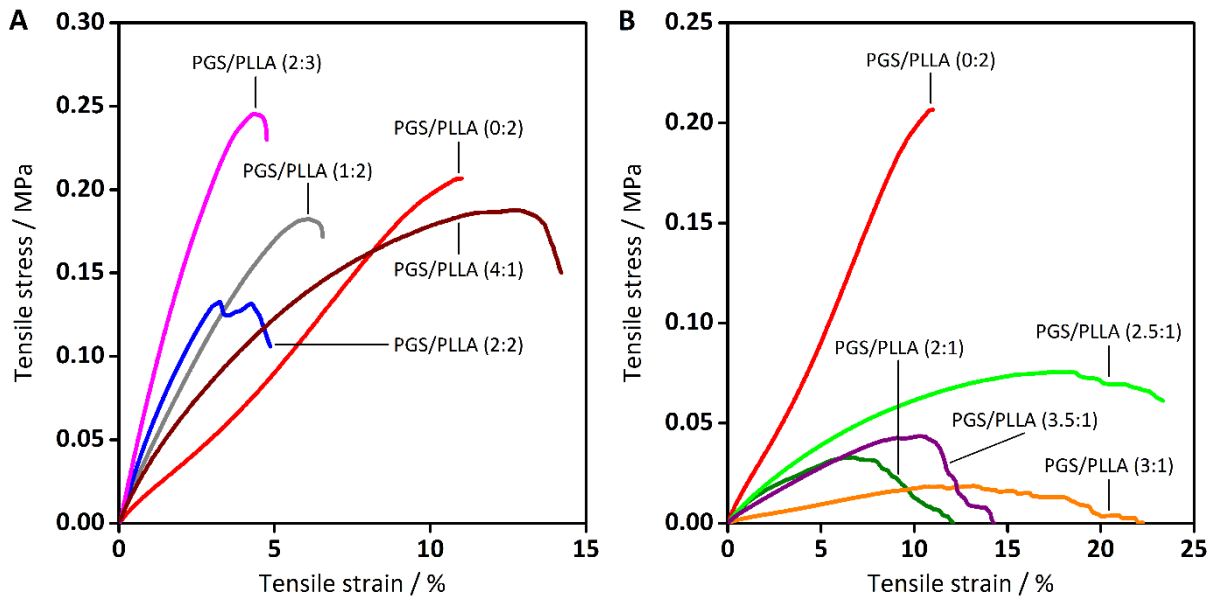 A
0.30
0.25
0.20
0.15
0.10
0.05
0.00
Tensile stress / MPa
PGS/PLLA (2:3)
PGS/PLLA (0:2)
PGS/PLLA (1:2)
PGS/PLLA (4:1)
PGS/PLLA (2:2)
0
5
10
15
Tensile strain / %
B
0.25
0.20
0.15
0.10
0.05
0.00
Tensile stress / MPa
PGS/PLLA (0:2)
PGS/PLLA (2:1)
PGS/PLLA (2.5:1)
PGS/PLLA (3.5:1)
PGS/PLLA (3:1)
0
5
10
15
20
25
Tensile strain / %